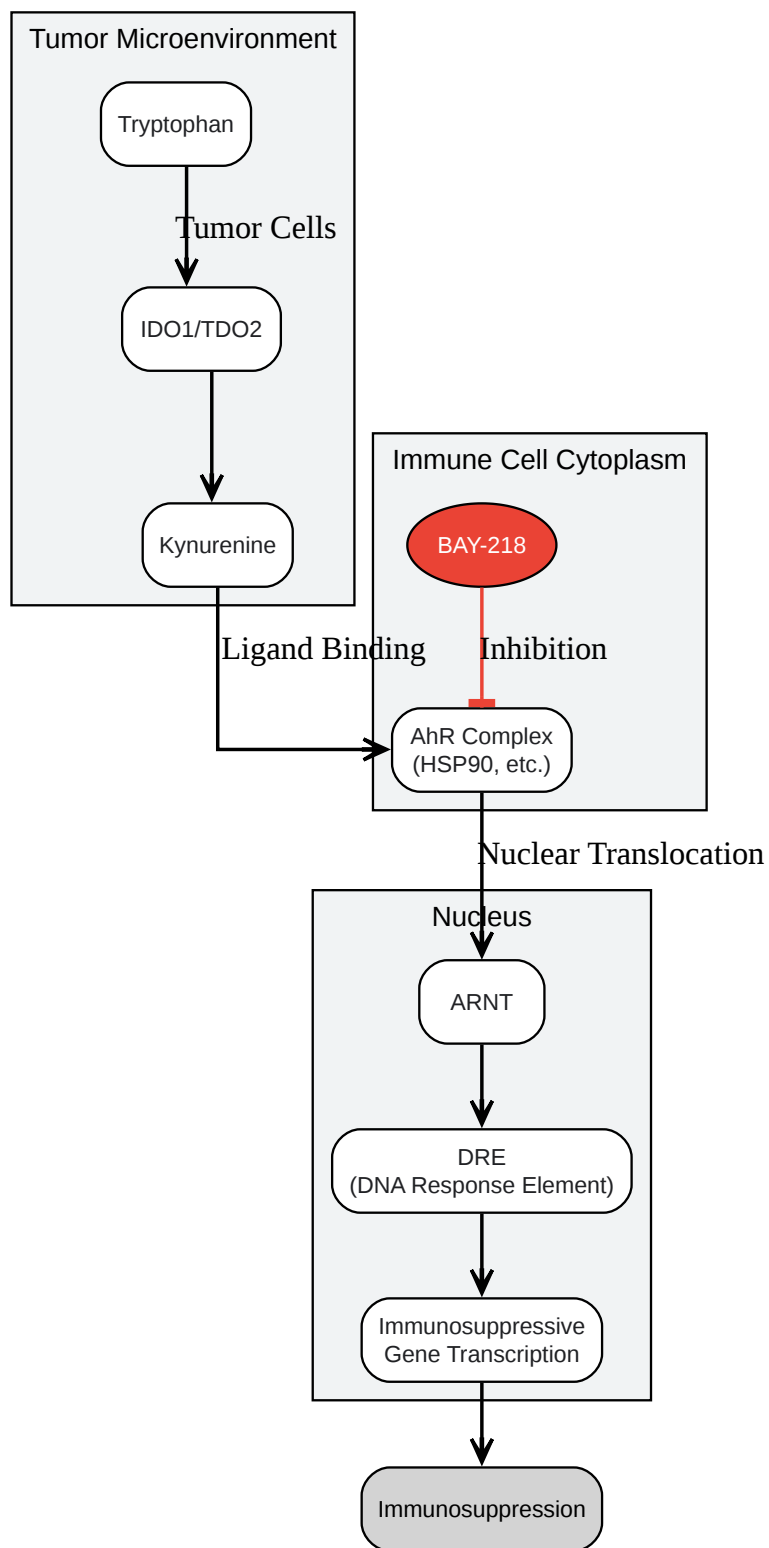 Tumor Microenvironment
Tryptophan
Tumor Cells
IDO1/TDO2
Immune Cell Cytoplasm
Kynurenine
BAY-218
Ligand Binding
Inhibition
AhR Complex
(HSP90, etc.)
Nuclear Translocation
Nucleus
ARNT
DRE
(DNA Response Element)
Immunosuppressive
Gene Transcription
Immunosuppression